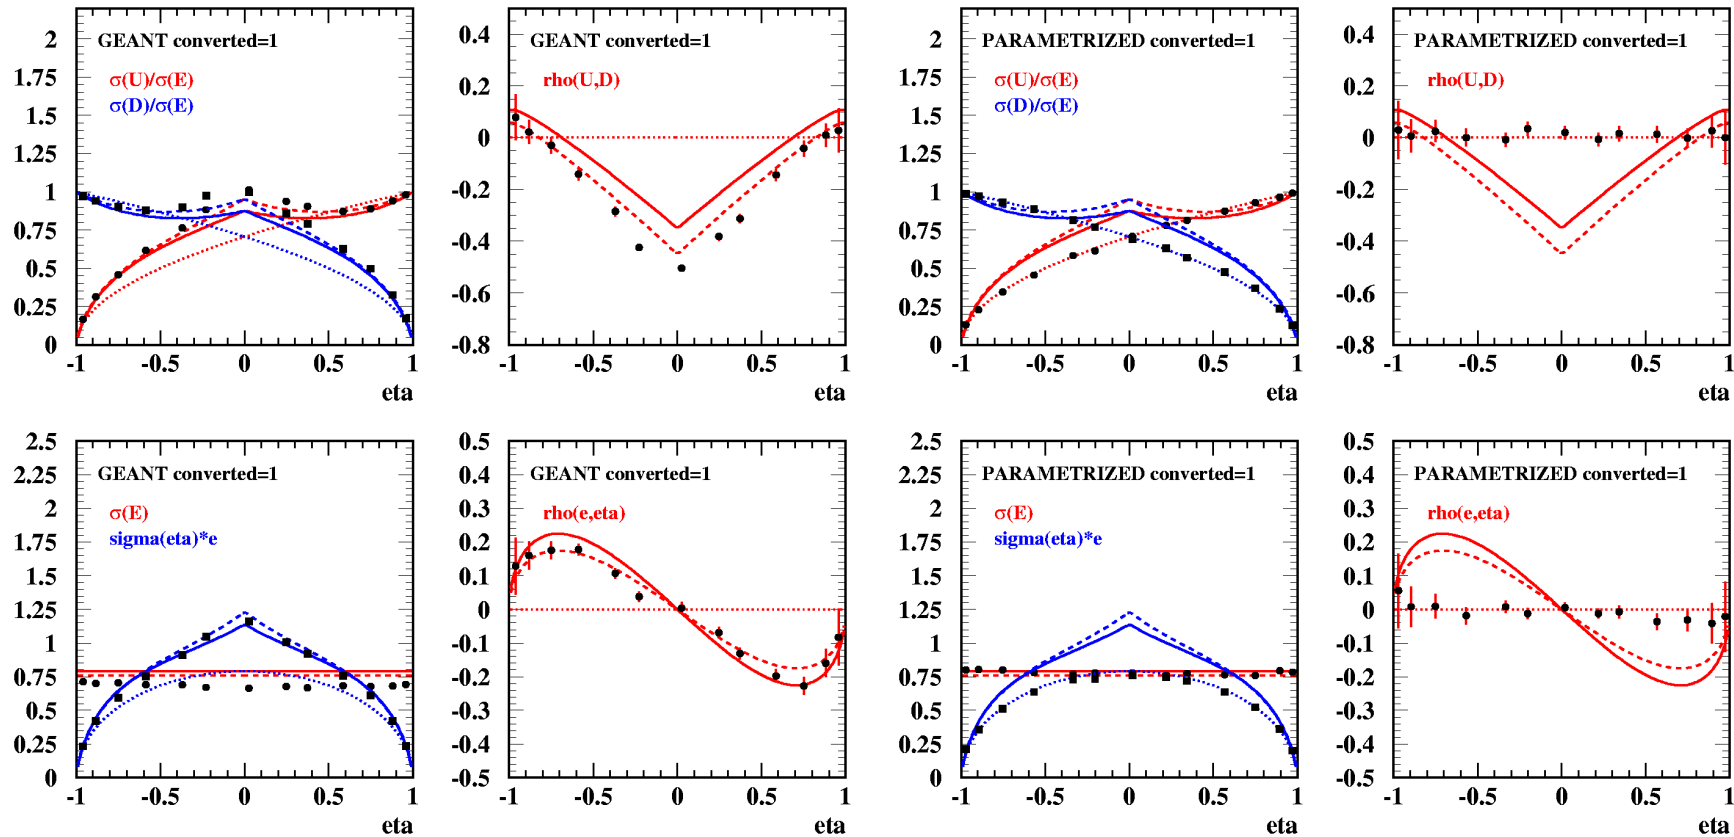 GEANT converted=1
σ(U)/σ(E)
σ(D)/σ(E)
2
1.75
1.5
1.25
1
0.75
0.5
0.25
0
-1 -0.5 0 0.5 1
eta
GEANT converted=1
rho(U,D)
0.4
0.2
0
-0.2
-0.4
-0.6
-0.8
-1 -0.5 0 0.5 1
eta
PARAMETRIZED converted=1
σ(U)/σ(E)
σ(D)/σ(E)
2
1.75
1.5
1.25
1
0.75
0.5
0.25
0
-1 -0.5 0 0.5 1
eta
PARAMETRIZED converted=1
rho(U,D)
0.4
0.2
0
-0.2
-0.4
-0.6
-0.8
-1 -0.5 0 0.5 1
eta
2.5
GEANT converted=1
2.25
2
σ(E)
sigma(eta)*e
1.75
1.5
1.25
1
0.75
0.5
0.25
0
-1 -0.5 0 0.5 1
eta
0.5
GEANT converted=1
0.4
0.3
rho(e,eta)
0.2
0.1
0
-0.1
-0.2
-0.3
-0.4
-0.5
-1 -0.5 0 0.5 1
eta
2.5
PARAMETRIZED converted=1
2.25
2
σ(E)
sigma(eta)*e
1.75
1.5
1.25
1
0.75
0.5
0.25
0
-1 -0.5 0 0.5 1
eta
0.5
PARAMETRIZED converted=1
0.4
0.3
rho(e,eta)
0.2
0.1
0
-0.1
-0.2
-0.3
-0.4
-0.5
-1 -0.5 0 0.5 1
eta